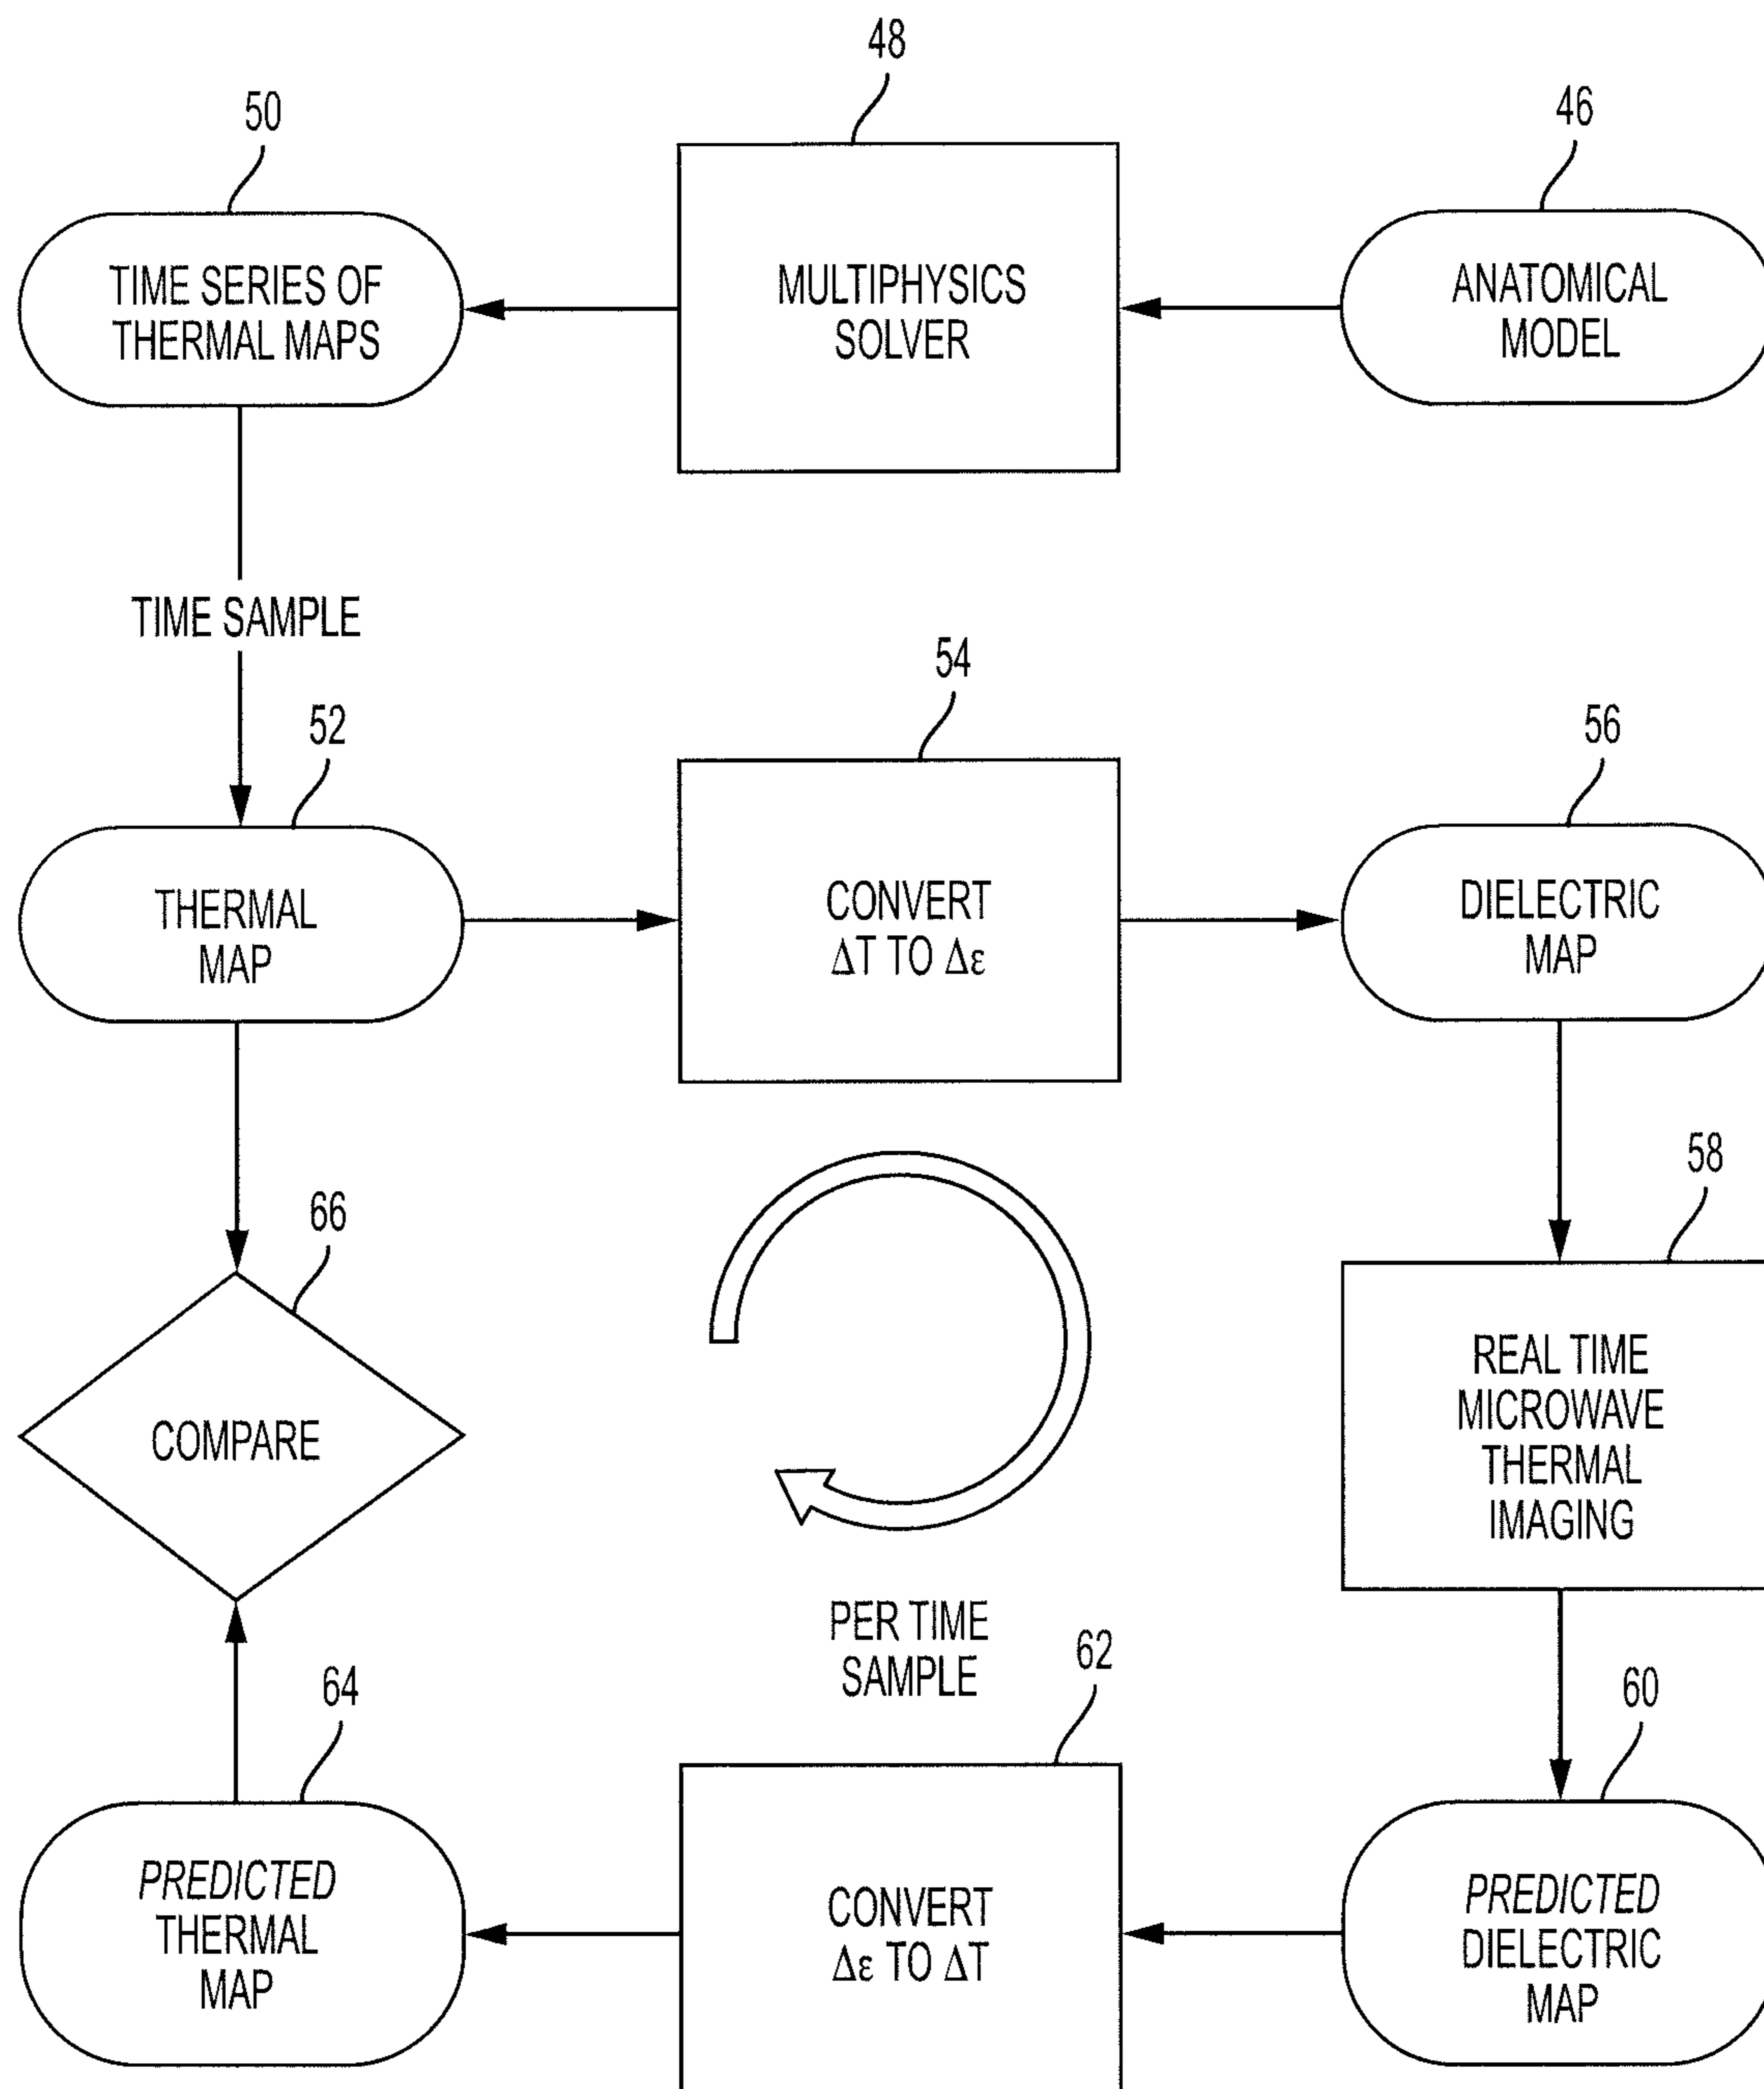 48
50
46
TIME SERIES OF
THERMAL MAPS
MULTIPHYSICS
SOLVER
ANATOMICAL
MODEL
TIME SAMPLE
54
52
56
THERMAL
MAP
CONVERT
ΔT TO Δε
DIELECTRIC
MAP
58
66
COMPARE
REAL TIME
MICROWAVE
THERMAL
IMAGING
PER TIME
SAMPLE
62
64
60
PREDICTED
THERMAL
MAP
CONVERT
Δε TO ΔT
PREDICTED
DIELECTRIC
MAP